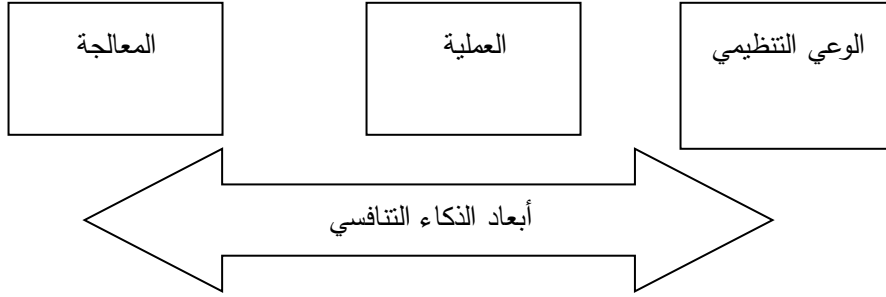 الوعي التنظيمي
العملية
المعالجة
أبعاد الذكاء التنافسي